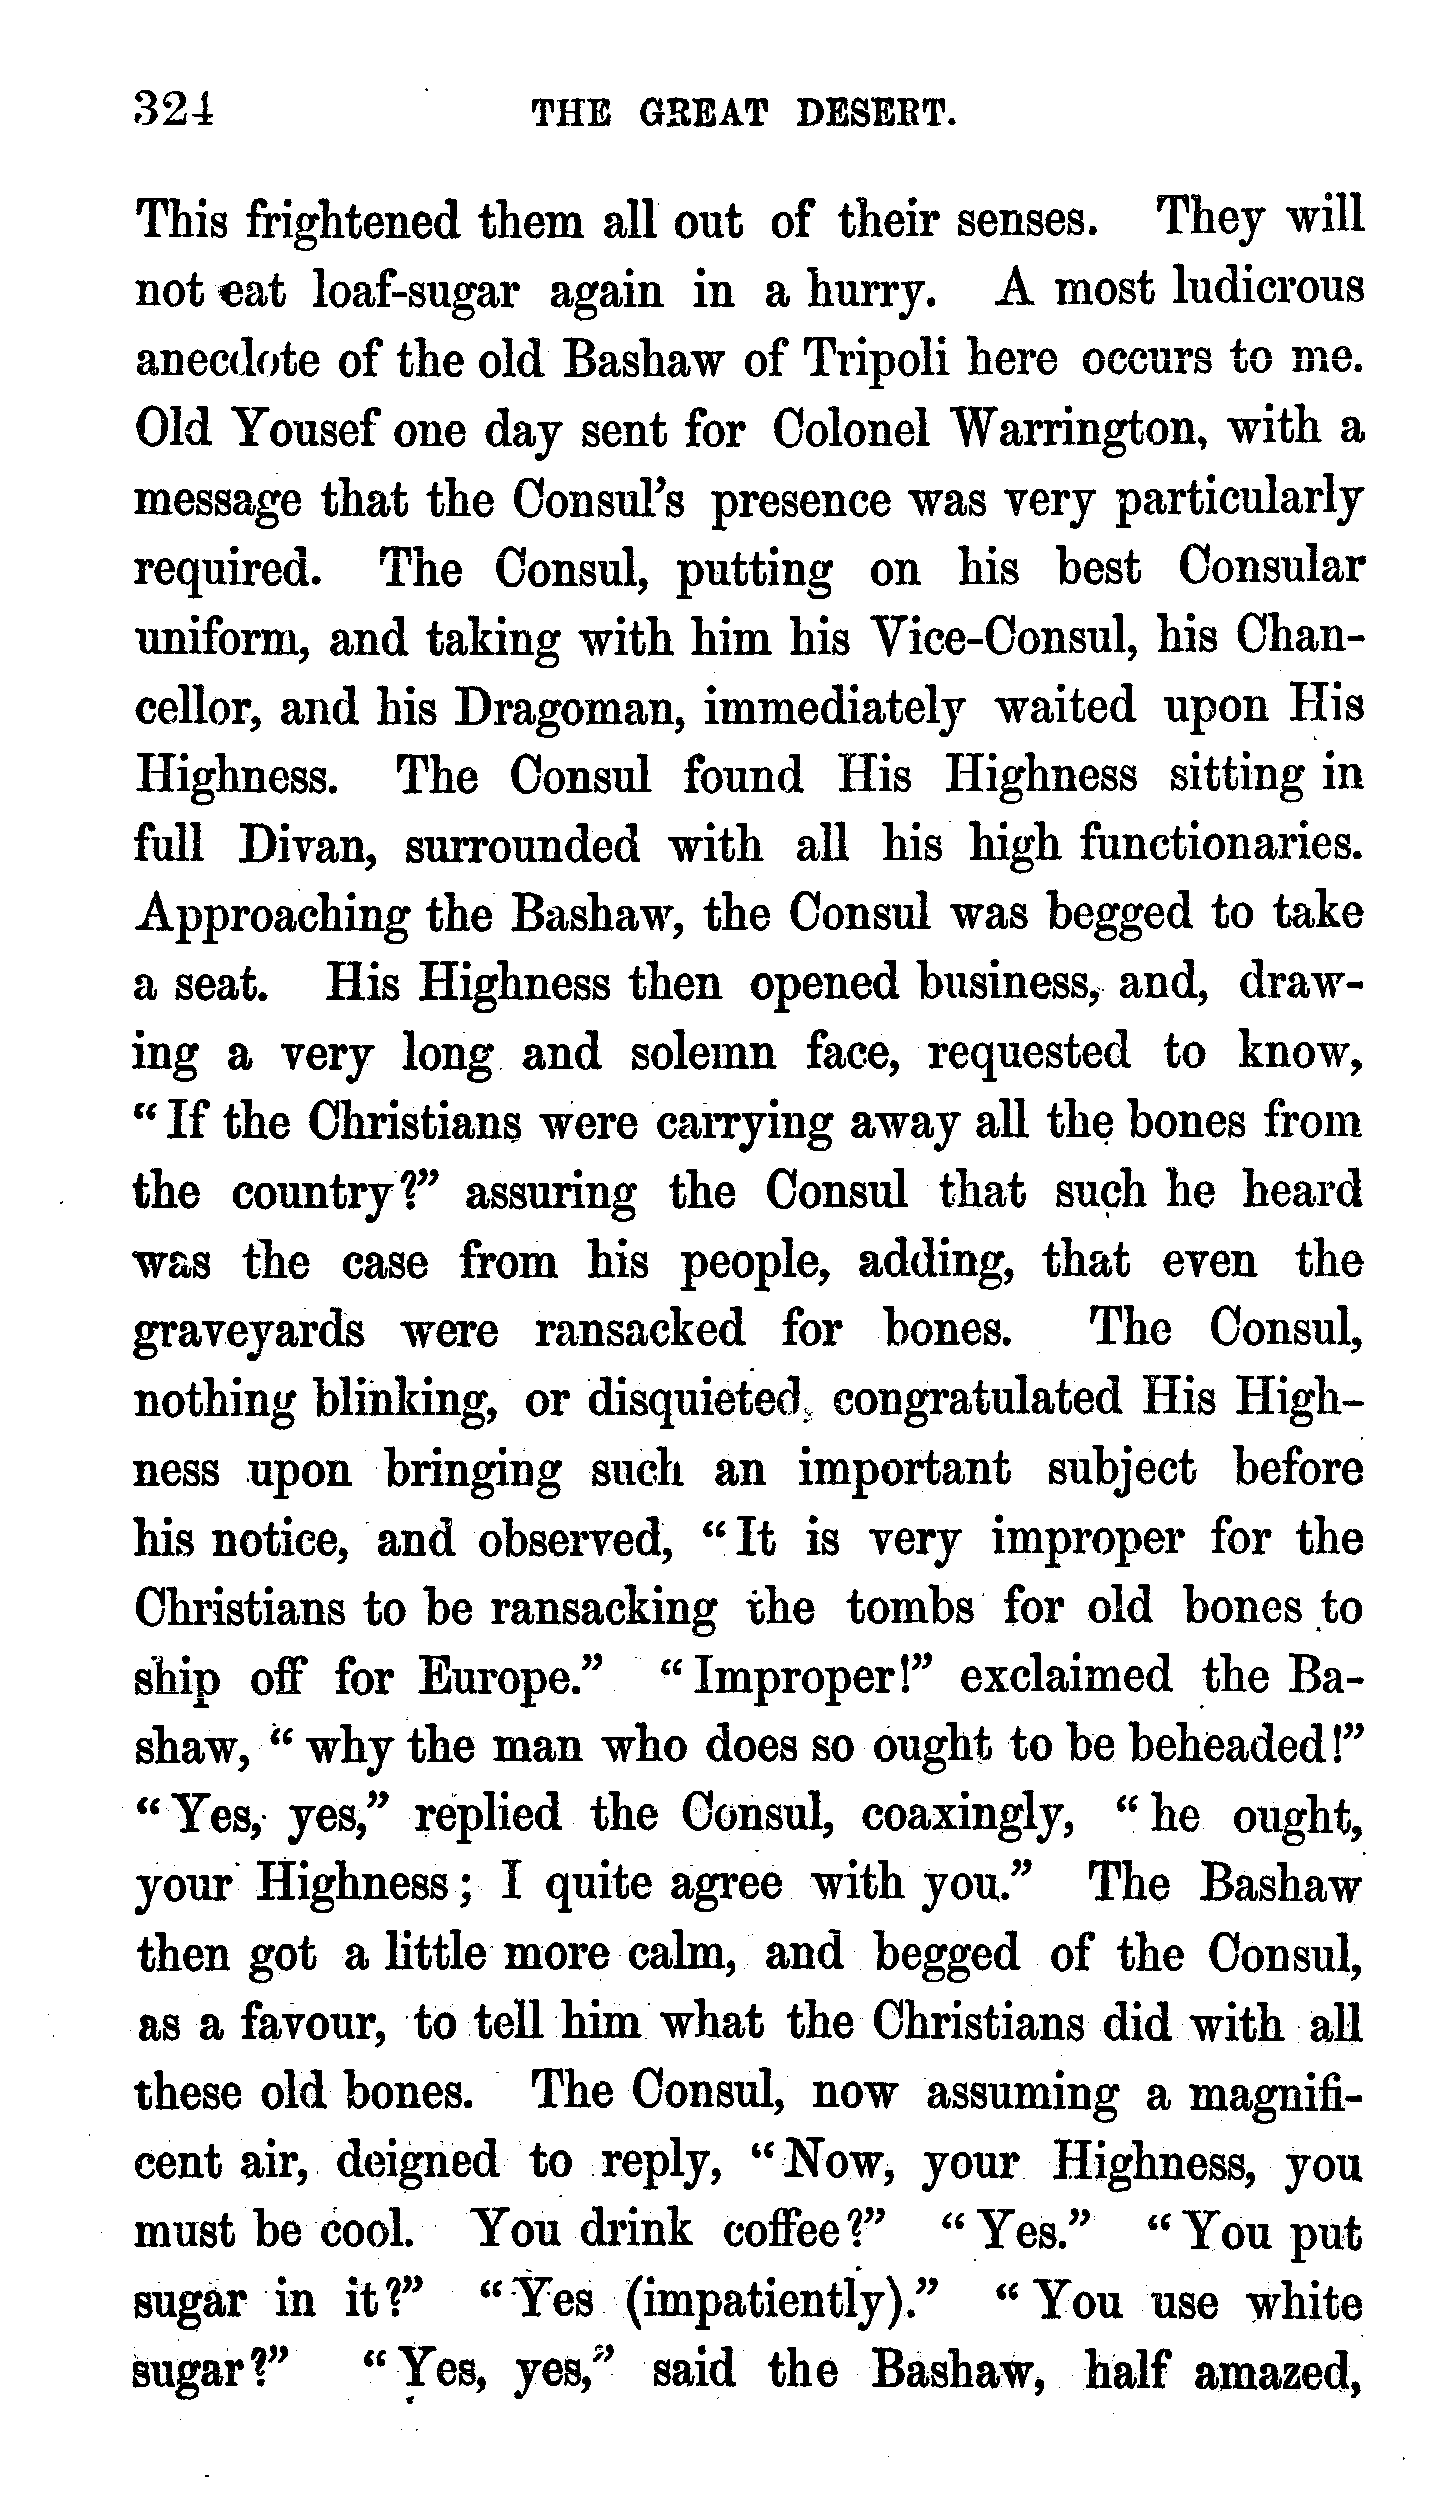 324 THE GREAT DESERT.
This frightened them all out of their senses. They will
not eat loaf-sugar again in a hurry. A most ludicrous
anecdote of the old Bashaw of Tripoli here occurs to me.
Old Yousef one day sent for Colonel Warrington, with a
message that the Consul's presence was very particularly
required. The Consul, putting on his best Consular
uniform, and taking with him his Vice-Consul, his Chan-
cellor, and his Dragoman, immediately waited upon His
Highness. The Consul found His Highness sitting in
full Divan, surrounded with all his high functionaries.
Approaching the Bashaw, the Consul was begged to take
a seat. His Highness then opened business, and, draw-
ing a very long and solemn face, requested to know,
"If the Christians were carrying away all the bones from
the country?" assuring the Consul that such he heard
was the case from his people, adding, that even the
graveyards were ransacked for bones. The Consul,
nothing blinking, or disquieted, congratulated His High-
ness upon bringing such an important subject before
his notice, and observed, "It is very improper for the
Christians to be ransacking the tombs for old bones to
ship off for Europe." "Improper!" exclaimed the Ba-
shaw, "why the man who does so ought to be beheaded!"
"Yes, yes," replied the Consul, coaxingly, "he ought,
your Highness; I quite agree with you." The Bashaw
then got a little more calm, and begged of the Consul,
as a favour, to tell him what the Christians did with all
these old bones. The Consul, now assuming a magnifi-
cent air, deigned to reply, "Now, your Highness, you
must be cool. You drink coffee?" "Yes." "You put
sugar in it?" "Yes (impatiently)." "You use white
sugar?" "Yes, yes," said the Bashaw, half amazed,